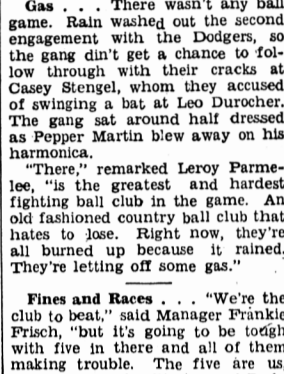 Gas . . . There wasn't any ball
game. Rain washed out the second
engagement with the Dodgers, so
the gang din't get a chance to fol-
low through with their cracks at
Casey Stengel, whom they accused
of swinging a bat at Leo Durocher.
The gang sat around half dressed
as Pepper Martin blew away on his
harmonica.
"There," remarked Leroy Parme-
lee, "is the greatest and hardest
fighting ball club in the game. An
old fashioned country ball club that
hates to lose. Right now, they're
all burned up because it rained.
They're letting off some gas."
Fines and Races . . . "We're the
club to beat," said Manager Frankie
Frisch, "but it's going to be tough
with five in there and all of them
making trouble. The five are us,